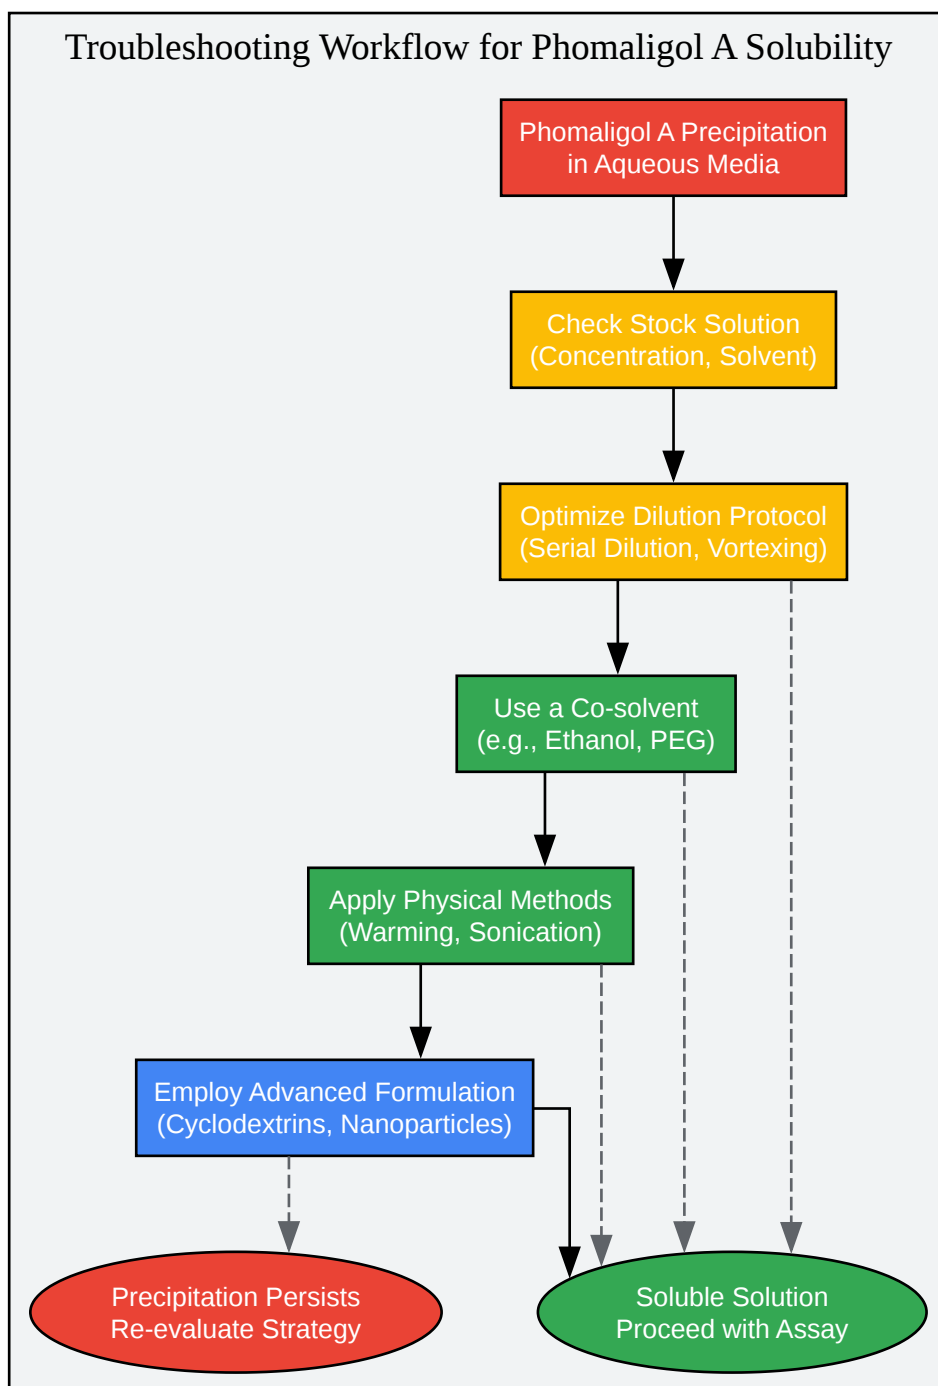 Troubleshooting Workflow for Phomaligol A Solubility
Phomaligol A Precipitation
in Aqueous Media
Check Stock Solution
(Concentration, Solvent)
Optimize Dilution Protocol
(Serial Dilution, Vortexing)
Use a Co-solvent
(e.g., Ethanol, PEG)
Apply Physical Methods
(Warming, Sonication)
Employ Advanced Formulation
(Cyclodextrins, Nanoparticles)
Precipitation Persists
Re-evaluate Strategy
Soluble Solution
Proceed with Assay